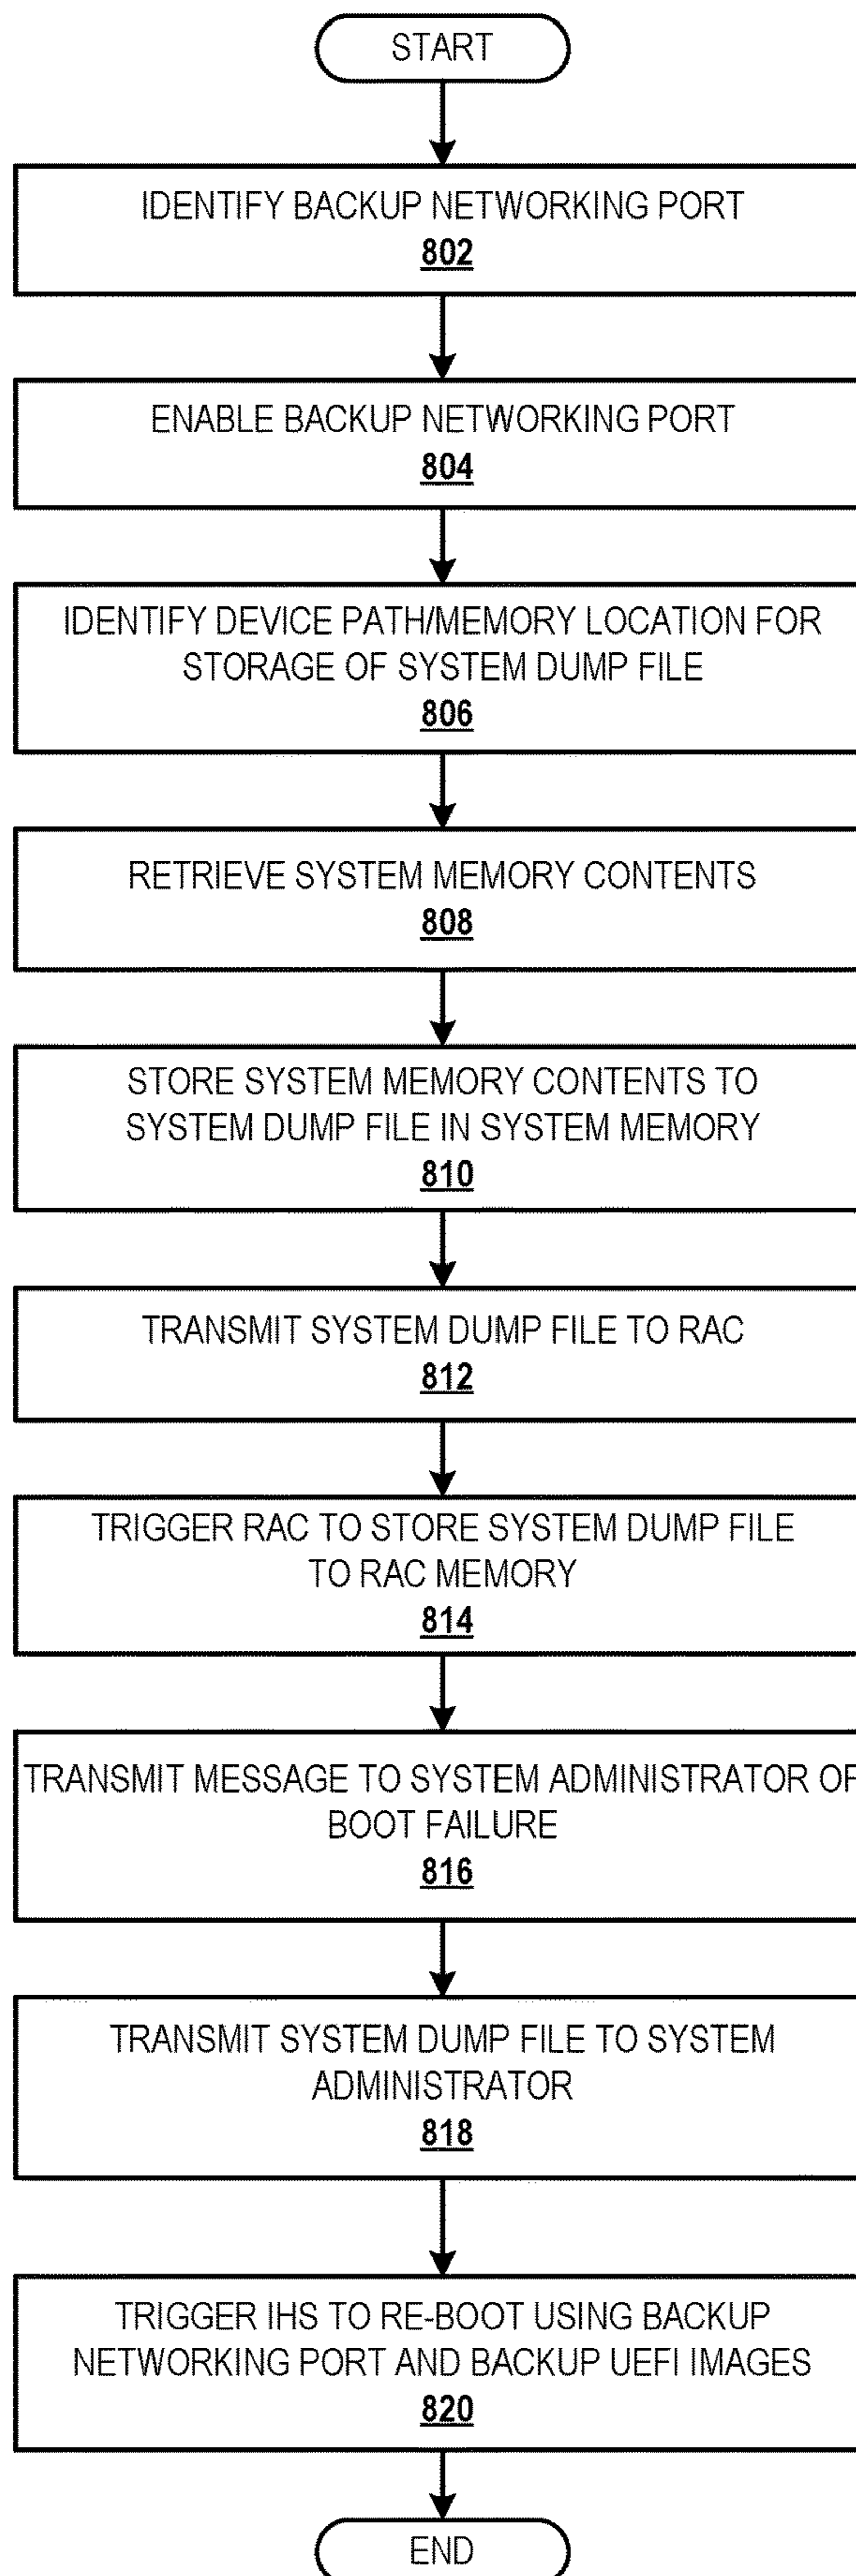 START
IDENTIFY BACKUP NETWORKING PORT
802
ENABLE BACKUP NETWORKING PORT
804
IDENTIFY DEVICE PATH/MEMORY LOCATION FOR
STORAGE OF SYSTEM DUMP FILE
806
RETRIEVE SYSTEM MEMORY CONTENTS
808
STORE SYSTEM MEMORY CONTENTS TO
SYSTEM DUMP FILE IN SYSTEM MEMORY
810
TRANSMIT SYSTEM DUMP FILE TO RAC
812
TRIGGER RAC TO STORE SYSTEM DUMP FILE
TO RAC MEMORY
814
TRANSMIT MESSAGE TO SYSTEM ADMINISTRATOR OF
BOOT FAILURE
816
TRANSMIT SYSTEM DUMP FILE TO SYSTEM
ADMINISTRATOR
818
TRIGGER IHS TO RE-BOOT USING BACKUP
NETWORKING PORT AND BACKUP UEFI IMAGES
820
END